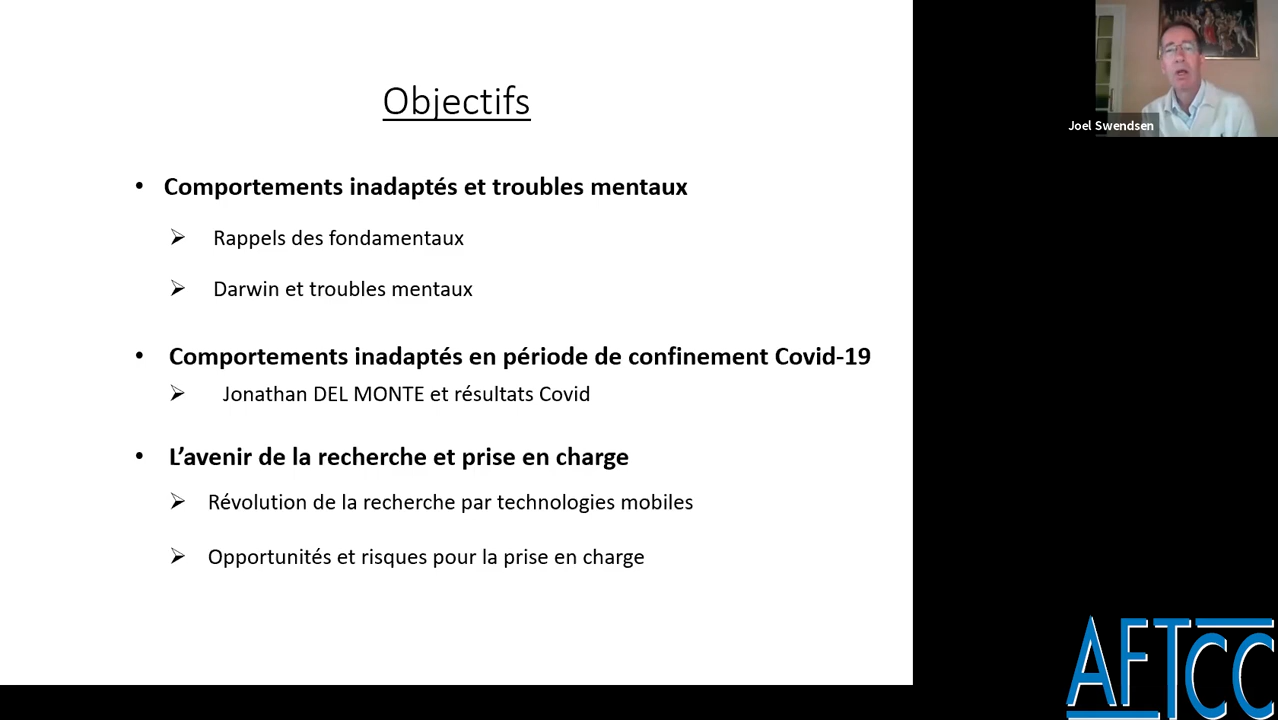 Objectifs
• Comportements inadaptés et troubles mentaux
➢ Rappels des fondamentaux
➢ Darwin et troubles mentaux
• Comportements inadaptés en période de confinement Covid-19
➢ Jonathan DEL MONTE et résultats Covid
• L’avenir de la recherche et prise en charge
➢ Révolution de la recherche par technologies mobiles
➢ Opportunités et risques pour la prise en charge
Joel Swendsen
AFTCC